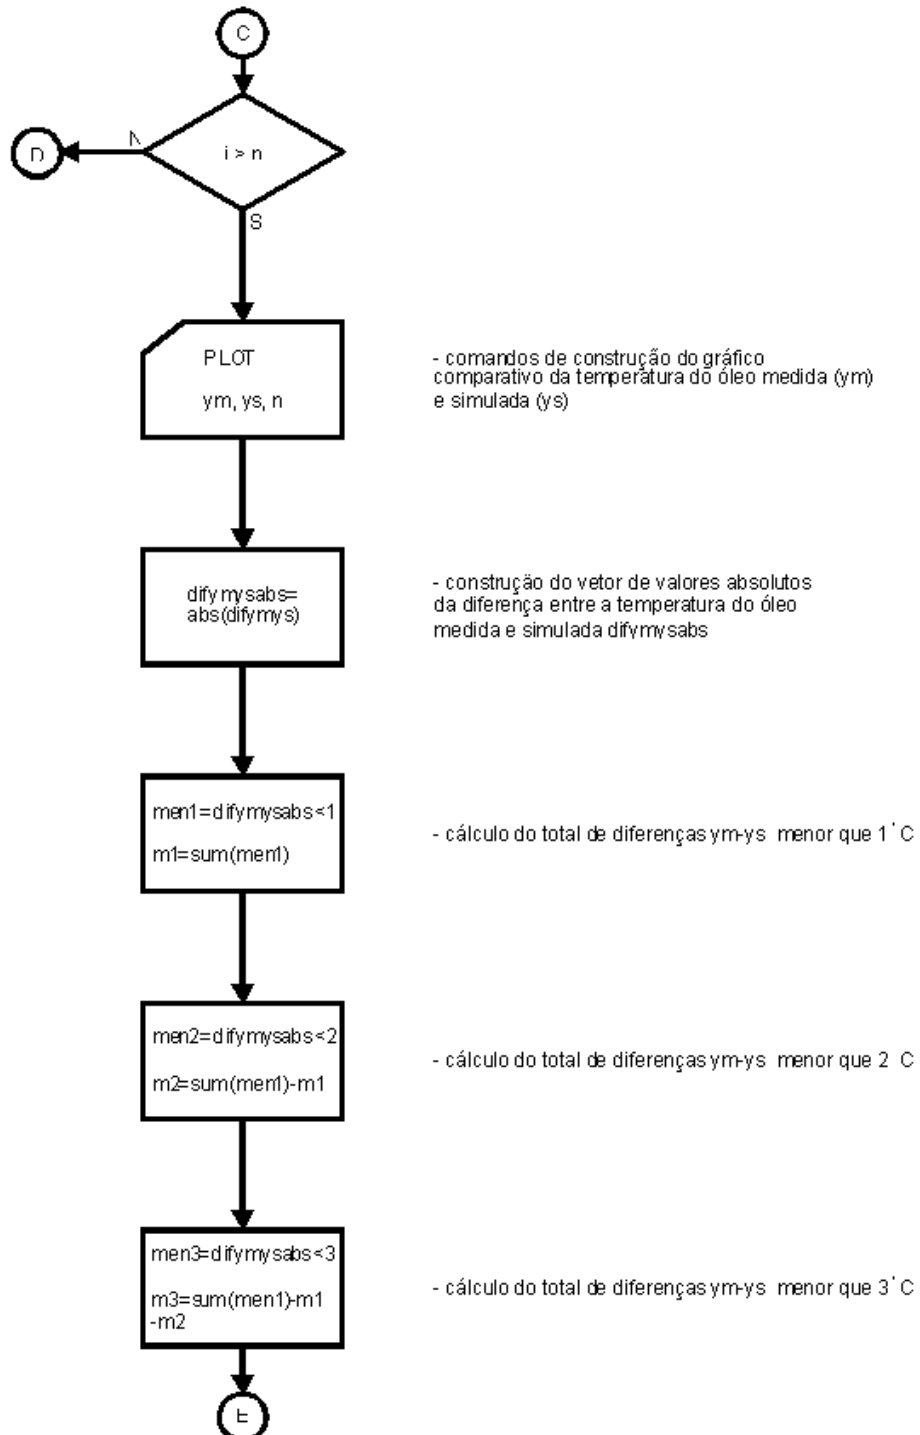 C
N
D
i > n
S
PLOT
ym, ys, n
- comandos de construção do gráfico
comparativo da temperatura do óleo medida (ym)
e simulada (ys)
difymysabs=
abs(difymys)
- construção do vetor de valores absolutos
da diferença entre a temperatura do óleo
medida e simulada difymysabs
men1=difymysabs<1
m1=sum(men1)
- cálculo do total de diferenças ym-ys menor que 1˚C
men2=difymysabs<2
m2=sum(men1)-m1
- cálculo do total de diferenças ym-ys menor que 2 C
men3=difymysabs<3
m3=sum(men1)-m1
-m2
- cálculo do total de diferenças ym-ys menor que 3˚C
E